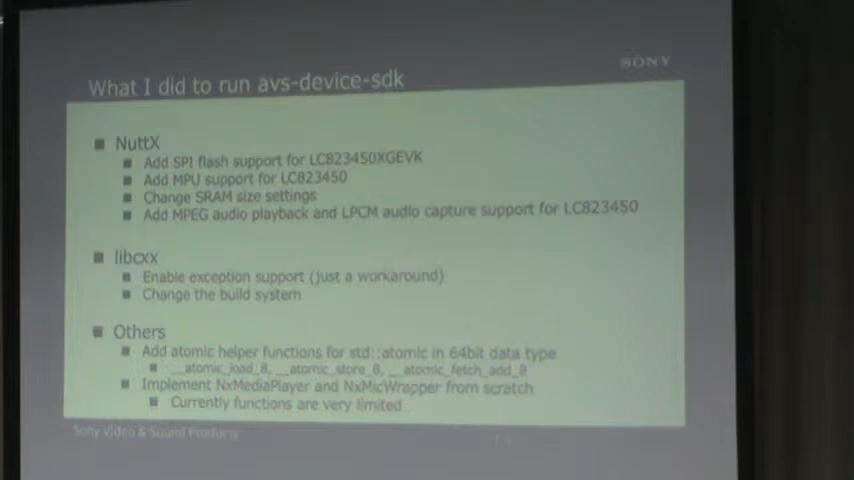 SONY
What I did to run avs-device-sdk
NuttX
Add SPI flash support for LC823450XGEVK
Add MPU support for LC823450
Change SRAM size settings
Add MPEG audio playback and LPCM audio capture support for LC823450
libcxx
Enable exception support (just a workaround)
Change the build system
Others
Add atomic helper functions for std::atomic in 64bit data type
__atomic_load_8, __atomic_store_8, __atomic_fetch_add_8
Implement NxMediaPlayer and NxMicWrapper from scratch
Currently functions are very limited
Sony Video & Sound Products